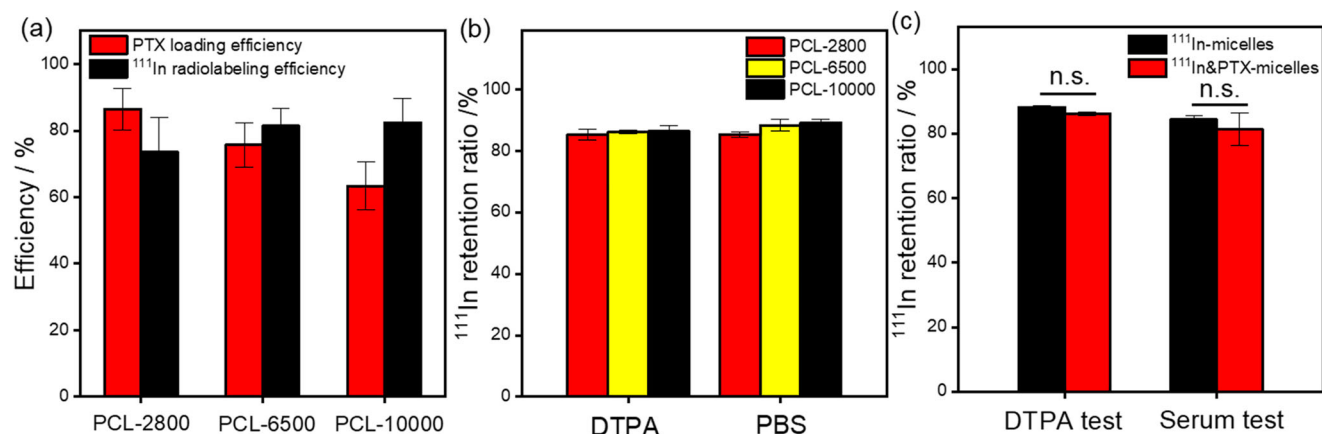 (a)
PTX loading efficiency
¹¹¹In radiolabeling efficiency
Efficiency / %
100
80
60
40
20
0
PCL-2800 PCL-6500 PCL-10000
(b)
PCL-2800
PCL-6500
PCL-10000
¹¹¹In retention ratio /%
100
80
60
40
20
0
DTPA PBS
(c)
¹¹¹In-micelles
¹¹¹In&PTX-micelles
n.s. n.s.
¹¹¹In retention ratio / %
100
80
60
40
20
0
DTPA test Serum test